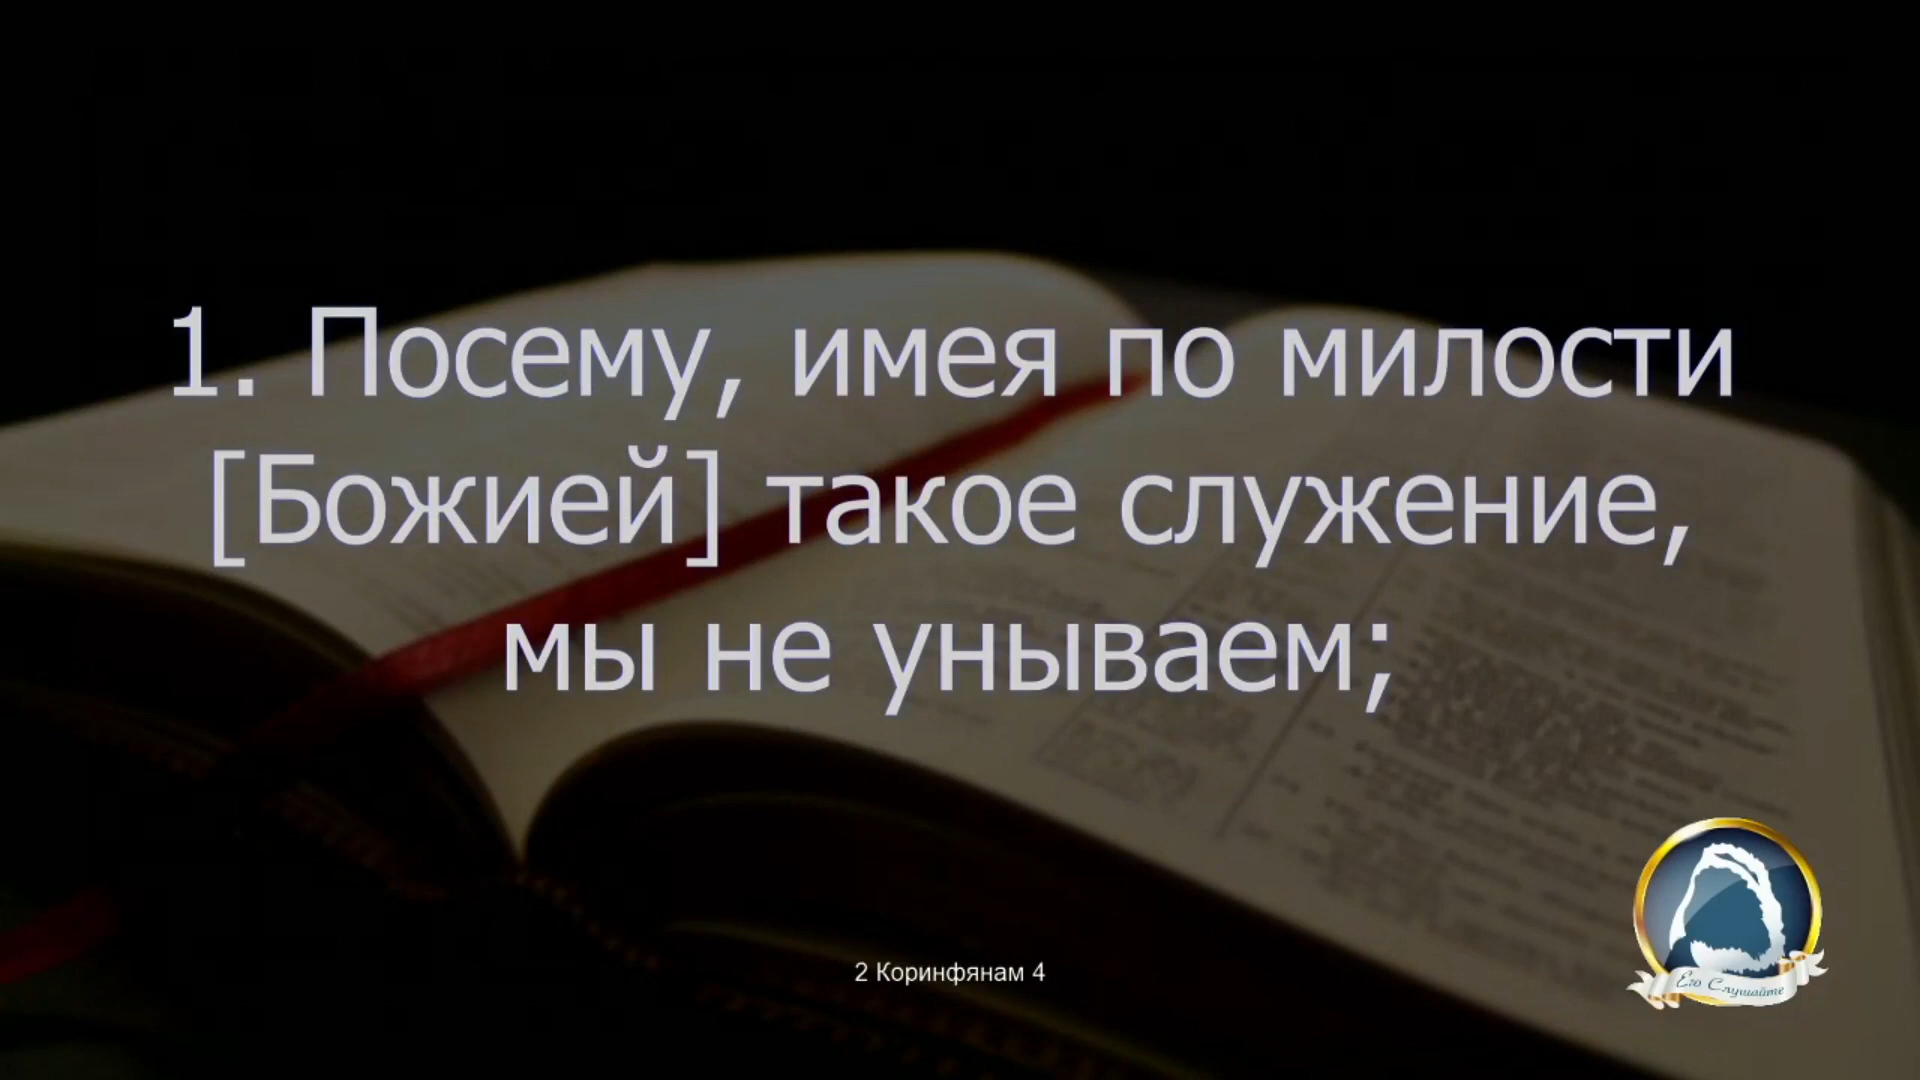 1. Посему, имея по милости
[Божией] такое служение,
мы не унываем;
2 Коринфянам 4
Его Слушайте